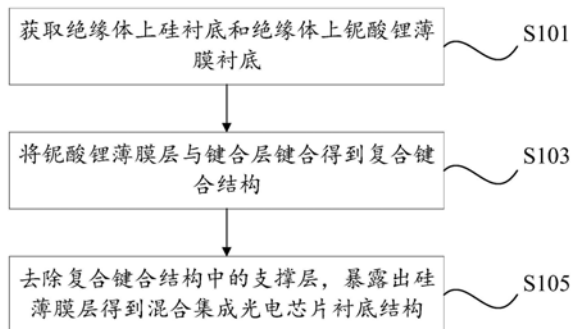 获取绝缘体上硅衬底和绝缘体上铌酸锂薄
膜衬底
S101
将铌酸锂薄膜层与键合层键合得到复合键
合结构
S103
去除复合键合结构中的支撑层，暴露出硅
薄膜层得到混合集成光电芯片衬底结构
S105